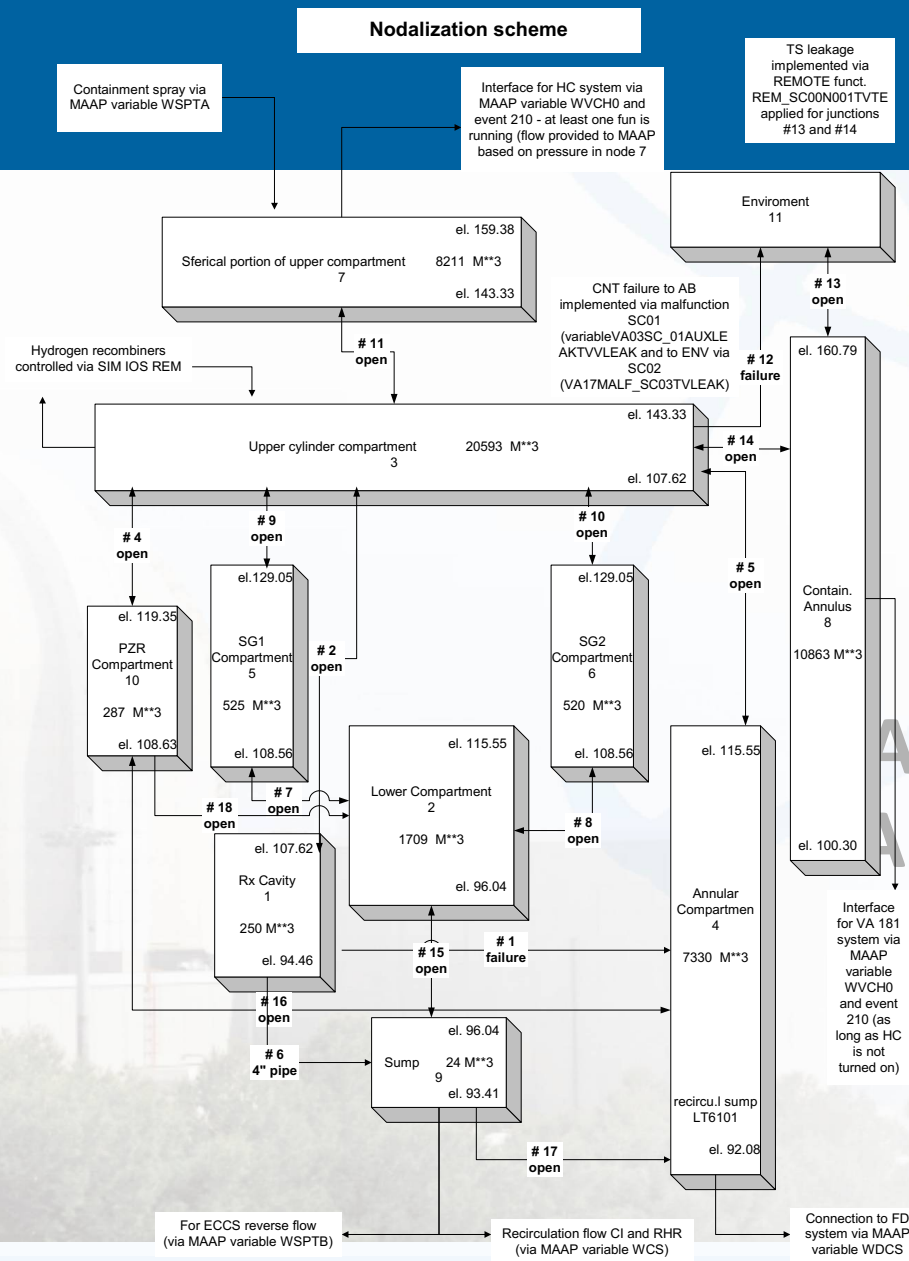 Nodalization scheme
Containment spray via
MAAP variable WSPTA
Interface for HC system via
MAAP variable WVCH0 and
event 210 - at least one fun is
running (flow provided to MAAP
based on pressure in node 7
TS leakage
implemented via
REMOTE funct.
REM_SC00N001TVTE
applied for junctions
#13 and #14
Enviroment
11
el. 159.38
Sferical portion of upper compartment 8211 M**3
7
el. 143.33
# 13
open
CNT failure to AB
implemented via malfunction
SC01
(variableVA03SC_01AUXLE
AKTVVLEAK and to ENV via
SC02
(VA17MALF_SC03TVLEAK)
# 11
open
# 12
failure
Hydrogen recombiners
controlled via SIM IOS REM
el. 143.33
Upper cylinder compartment 20593 M**3
3
el. 107.62
# 14
open
el. 160.79
Contain.
Annulus
8
10863 M**3
el. 100.30
# 4
open
# 9
open
# 10
open
# 5
open
# 2
open
el. 119.35
PZR
Compartment
10
287 M**3
el. 108.63
el.129.05
SG1
Compartment
5
525 M**3
el. 108.56
el.129.05
SG2
Compartment
6
520 M**3
el. 108.56
# 7
open
# 18
open
# 8
open
el. 115.55
Lower Compartment
2
1709 M**3
el. 96.04
el. 107.62
Rx Cavity
1
250 M**3
el. 94.46
el. 115.55
Annular
Compartmen
4
7330 M**3
recircu.l sump
LT6101
el. 92.08
A
A
Interface
for VA 181
system via
MAAP
variable
WVCH0
and event
210 (as
long as HC
is not
turned on)
# 15
open
# 1
failure
# 16
open
# 6
4" pipe
el. 96.04
Sump 24 M**3
9
el. 93.41
# 17
open
For ECCS reverse flow
(via MAAP variable WSPTB)
Recirculation flow CI and RHR
(via MAAP variable WCS)
Connection to FD
system via MAAP
variable WDCS